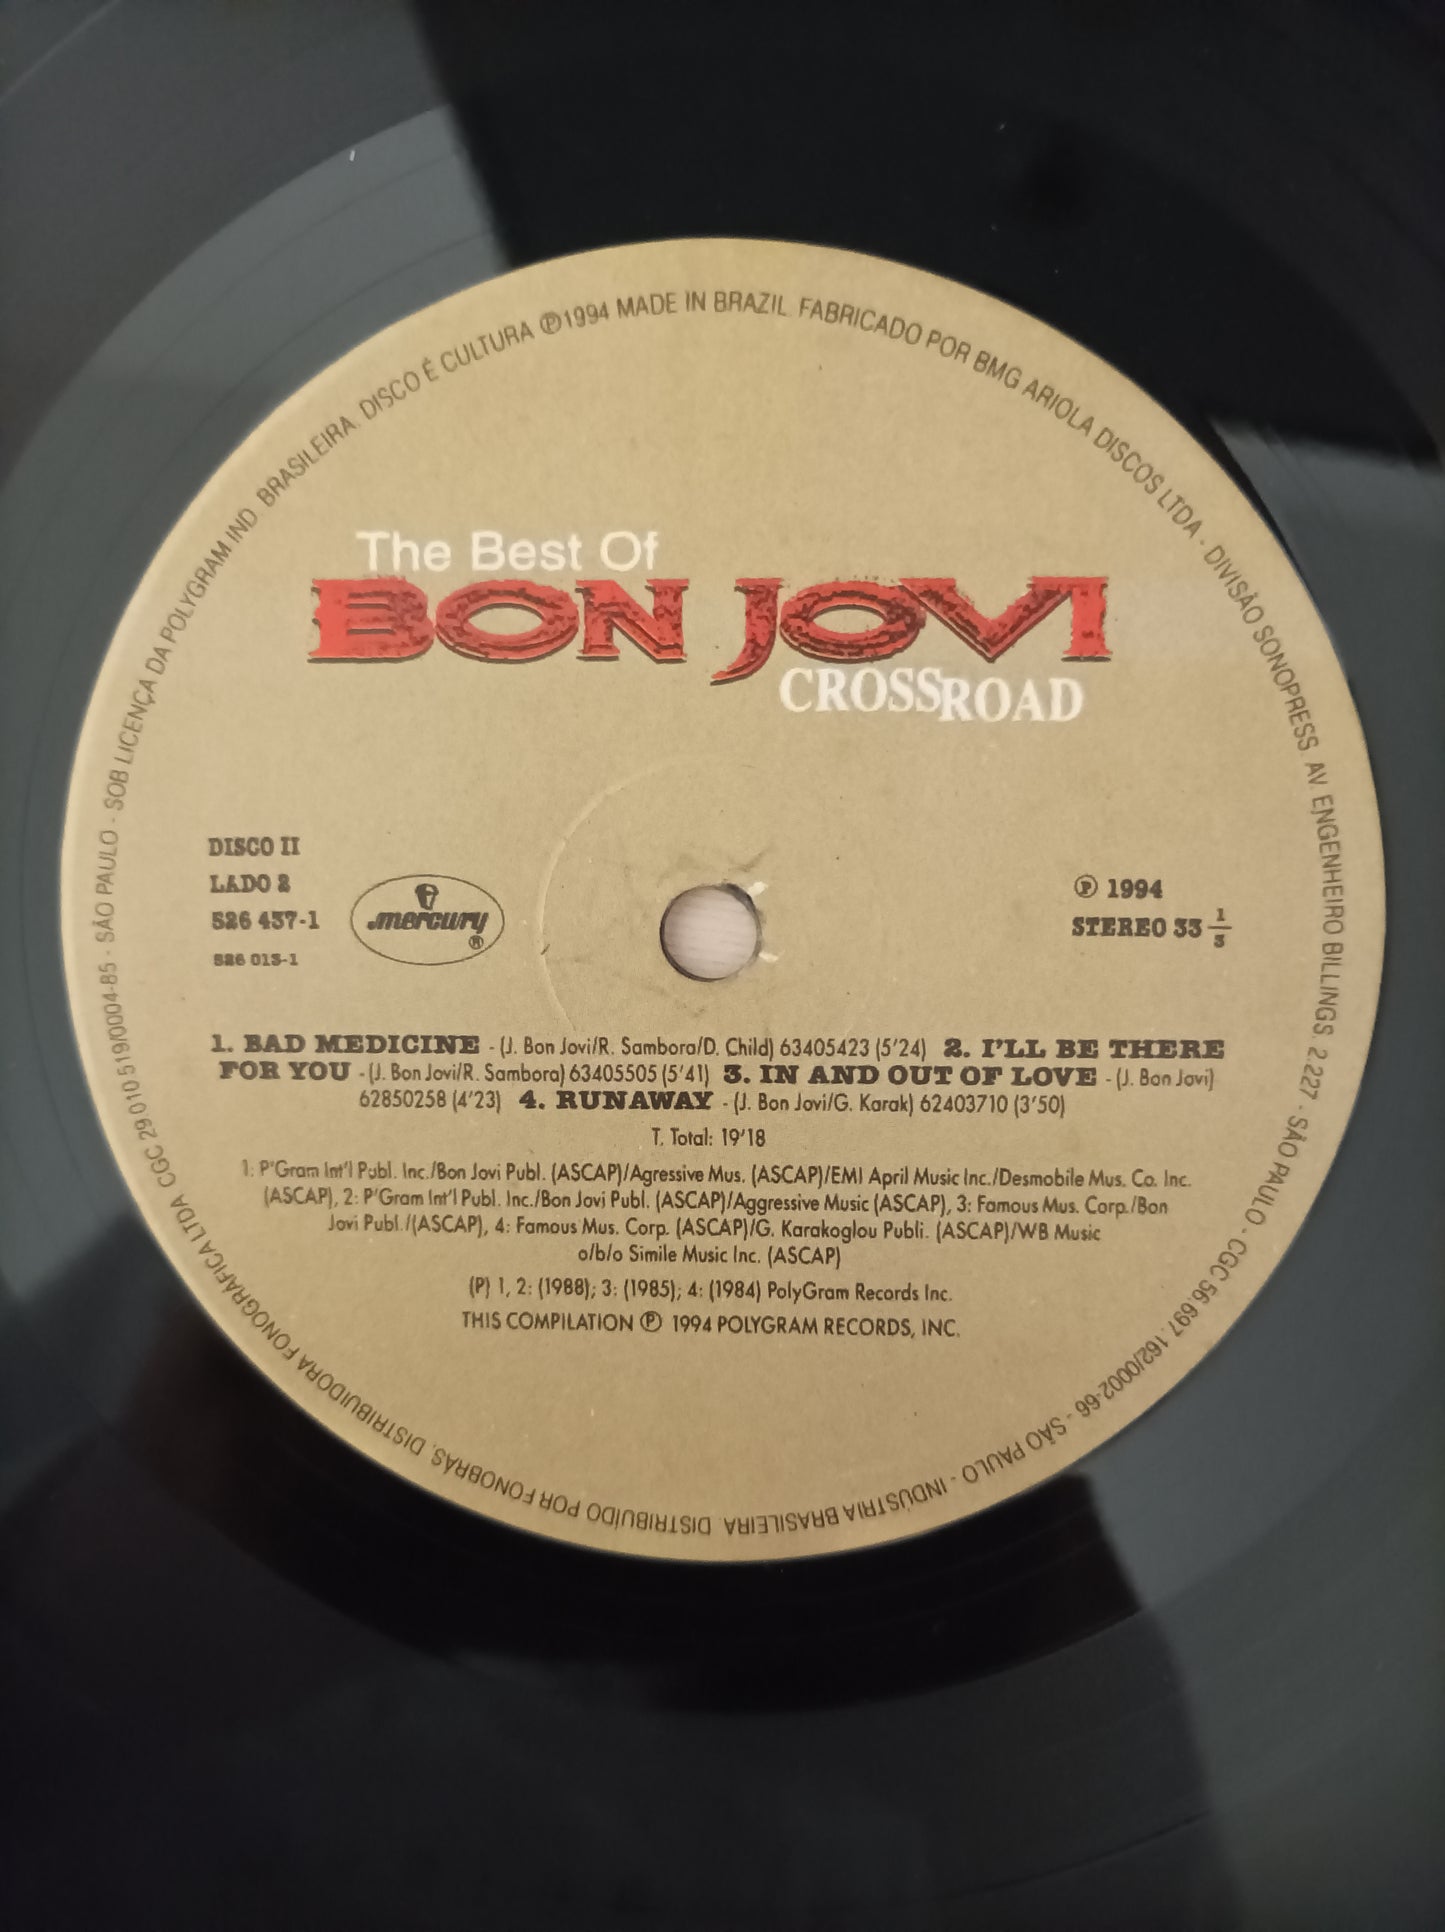 SOB LICENÇA DA POLYGRAM IND. BRASILEIRA. DISCO É CULTURA ℗1994 MADE IN BRAZIL. FABRICADO POR BMG ARIOLA DISCOS LTDA - DIVISÃO SONOPRESS. AV. ENGENHEIRO BILLINGS, 2.227 - SÃO PAULO - CGC 56.697.162/0002-66 - SÃO PAULO - INDÚSTRIA BRASILEIRA. DISTRIBUÍDO POR FONOBRÁS, DISTRIBUIDORA FONOGRÁFICA LTDA CGC 29.010.519/0004-85 - SÃO PAULO -
The Best Of
BON JOVI
CROSSROAD
DISCO II
LADO 2
526 457-1
526 013-1
mercury ®
℗ 1994
STEREO 33 1/3
1. BAD MEDICINE - (J. Bon Jovi/R. Sambora/D. Child) 63405423 (5'24) 2. I'LL BE THERE
FOR YOU - (J. Bon Jovi/R. Sambora) 63405505 (5'41) 3. IN AND OUT OF LOVE - (J. Bon Jovi)
62850258 (4'23) 4. RUNAWAY - (J. Bon Jovi/G. Karak) 62403710 (3'50)
T. Total: 19'18
1: P'Gram Int'l Publ. Inc./Bon Jovi Publ. (ASCAP)/Agressive Mus. (ASCAP)/EMI April Music Inc./Desmobile Mus. Co. Inc.
(ASCAP), 2: P'Gram Int'l Publ. Inc./Bon Jovi Publ. (ASCAP)/Aggressive Music (ASCAP), 3: Famous Mus. Corp./Bon
Jovi Publ./(ASCAP), 4: Famous Mus. Corp. (ASCAP)/G. Karakoglou Publi. (ASCAP)/WB Music
o/b/o Simile Music Inc. (ASCAP)
(P) 1, 2: (1988); 3: (1985); 4: (1984) PolyGram Records Inc.
THIS COMPILATION ℗ 1994 POLYGRAM RECORDS, INC.